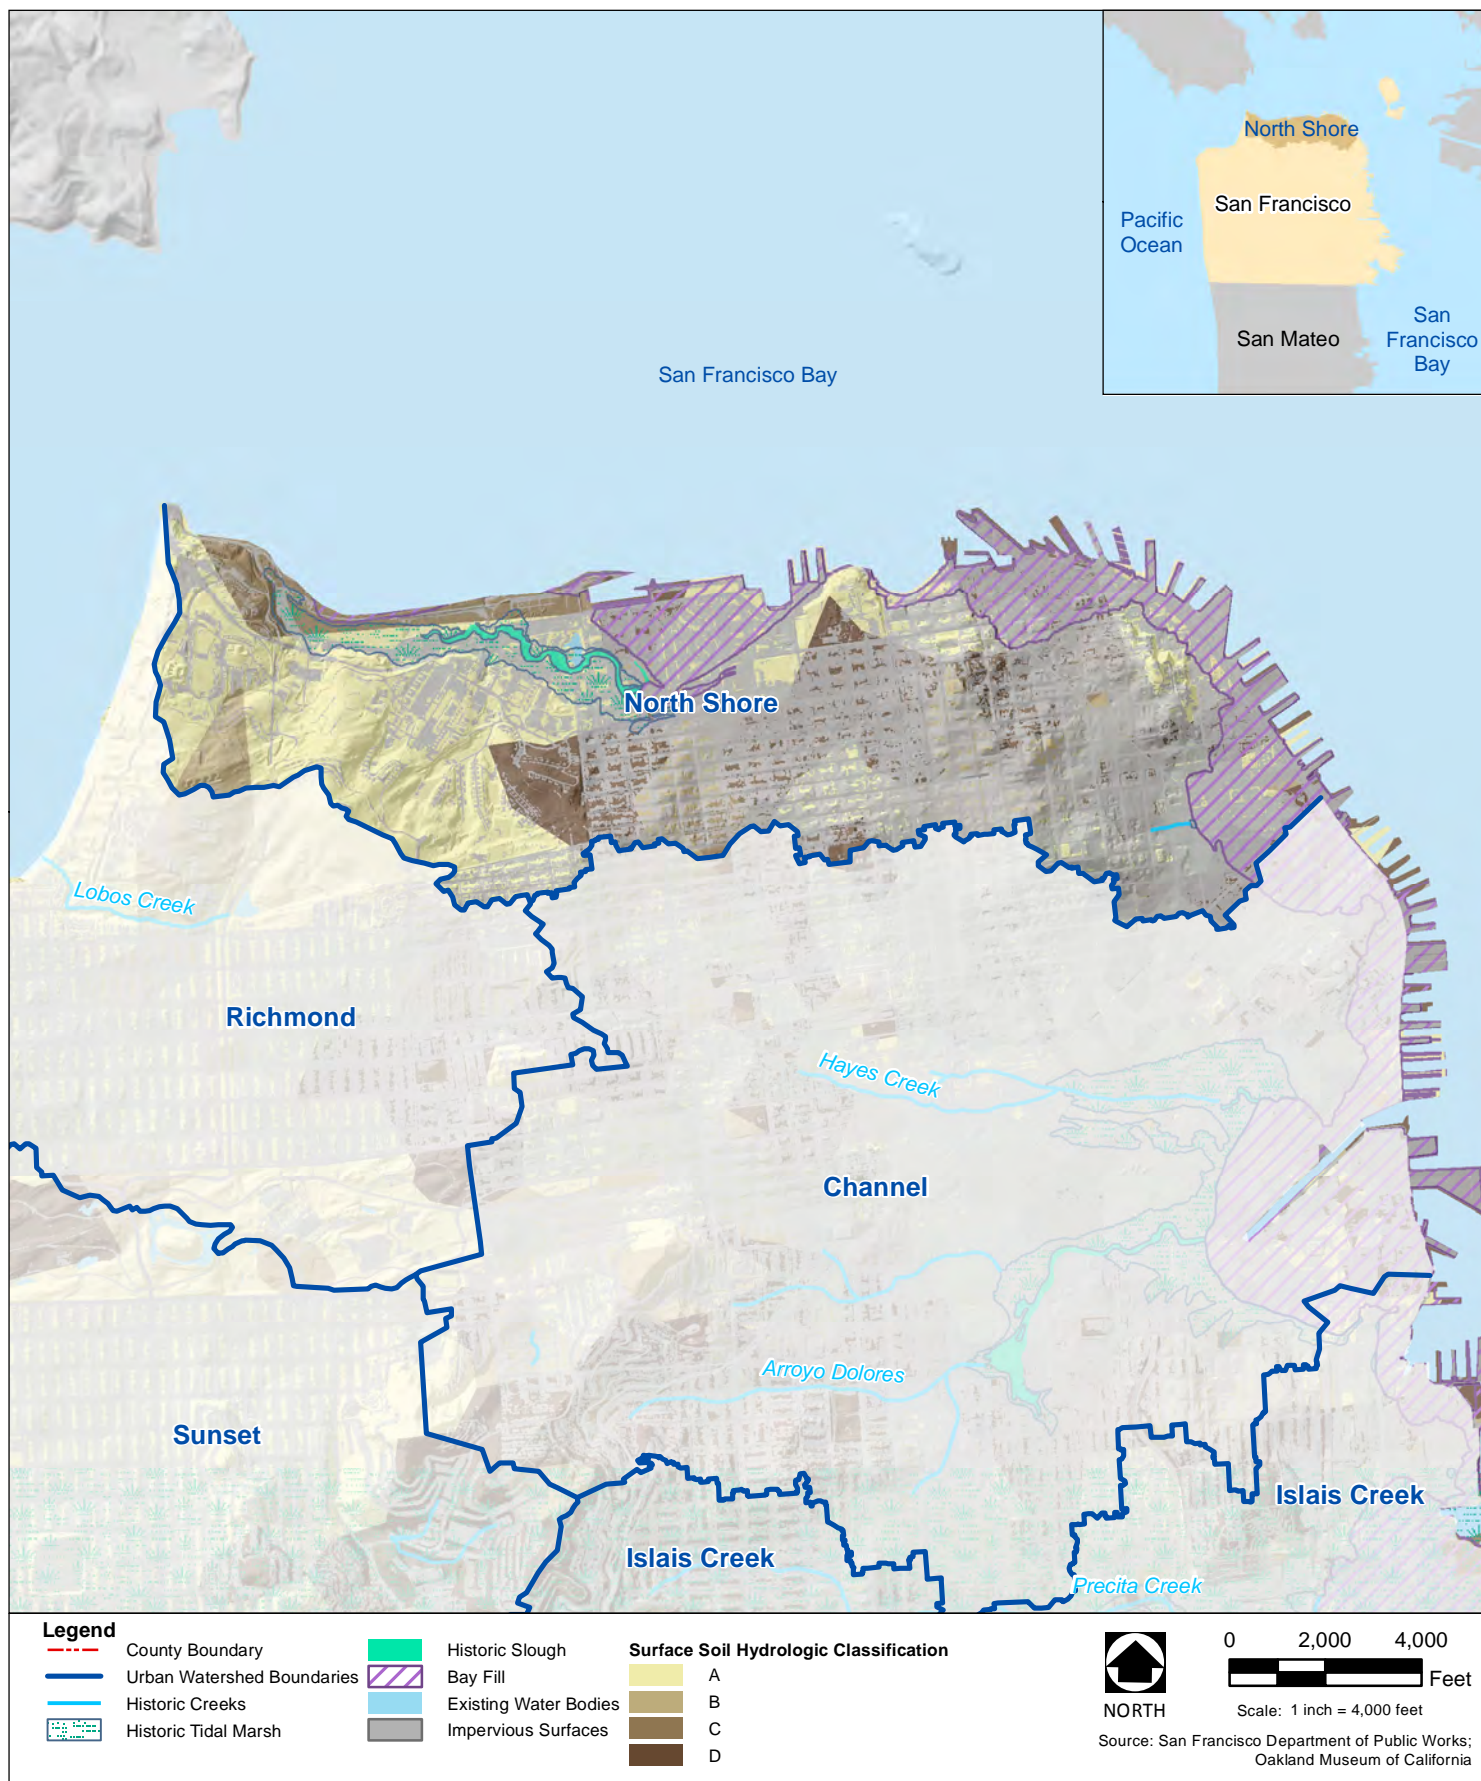 North Shore
San Francisco
Pacific
Ocean
San Mateo
San
Francisco
Bay
San Francisco Bay
North Shore
Lobos Creek
Richmond
Hayes Creek
Channel
Arroyo Dolores
Sunset
Islais Creek
Islais Creek
Precita Creek
Legend
County Boundary
Urban Watershed Boundaries
Historic Creeks
Historic Tidal Marsh
Historic Slough
Bay Fill
Existing Water Bodies
Impervious Surfaces
Surface Soil Hydrologic Classification
A
B
C
D
NORTH
0 2,000 4,000
Feet
Scale: 1 inch = 4,000 feet
Source: San Francisco Department of Public Works;
Oakland Museum of California